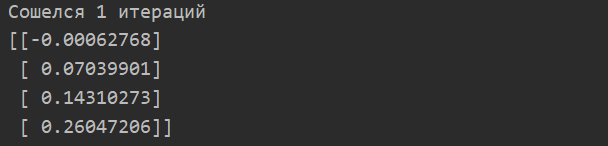 Сошелся 1 итераций
[[-0.00062768]
 [ 0.07039901]
 [ 0.14310273]
 [ 0.26047206]]